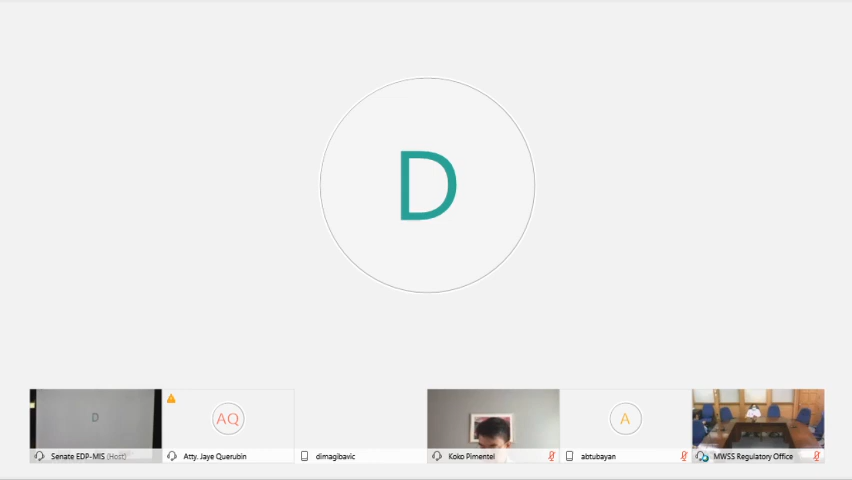 D
D
AQ
A
Senate EDP-MIS (Host)
Atty. Jaye Querubin
dimagibavic
Koko Pimentel
abtubayan
MWSS Regulatory Office